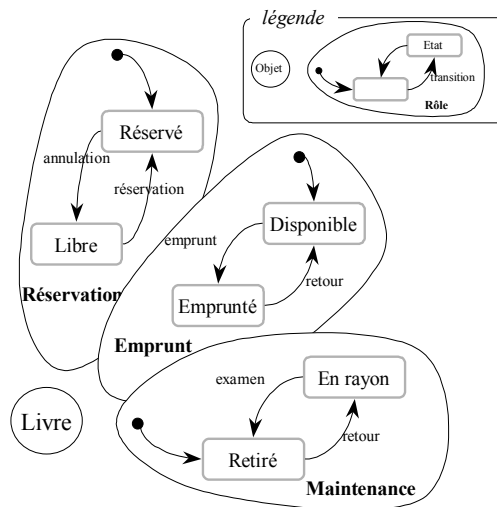 légende
Objet
Etat
transition
Rôle
Réservé
annulation
réservation
Libre
Réservation
Disponible
emprunt
retour
Emprunté
Emprunt
En rayon
examen
retour
Retiré
Maintenance
Livre